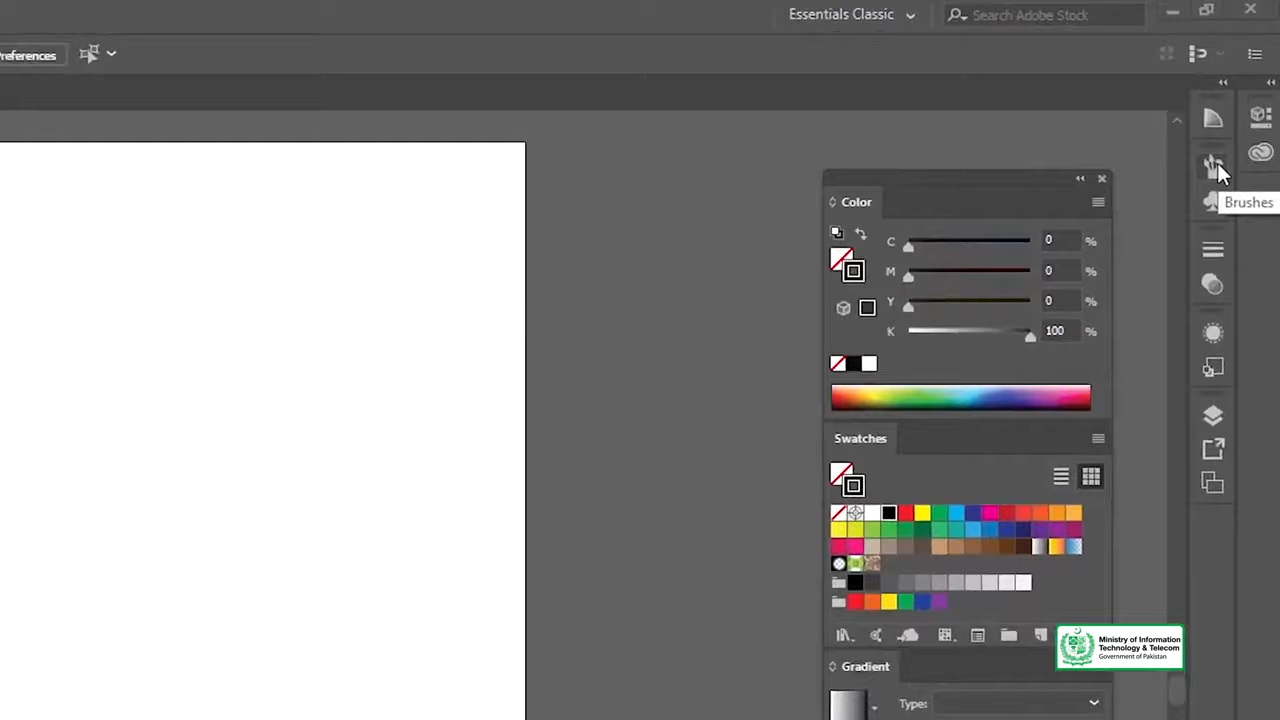 Essentials Classic
Search Adobe Stock
Preferences
Brushes
Color
C 0 %
M 0 %
Y 0 %
K 100 %
Swatches
Ministry of Information
Technology & Telecom
Government of Pakistan
Gradient
Type: